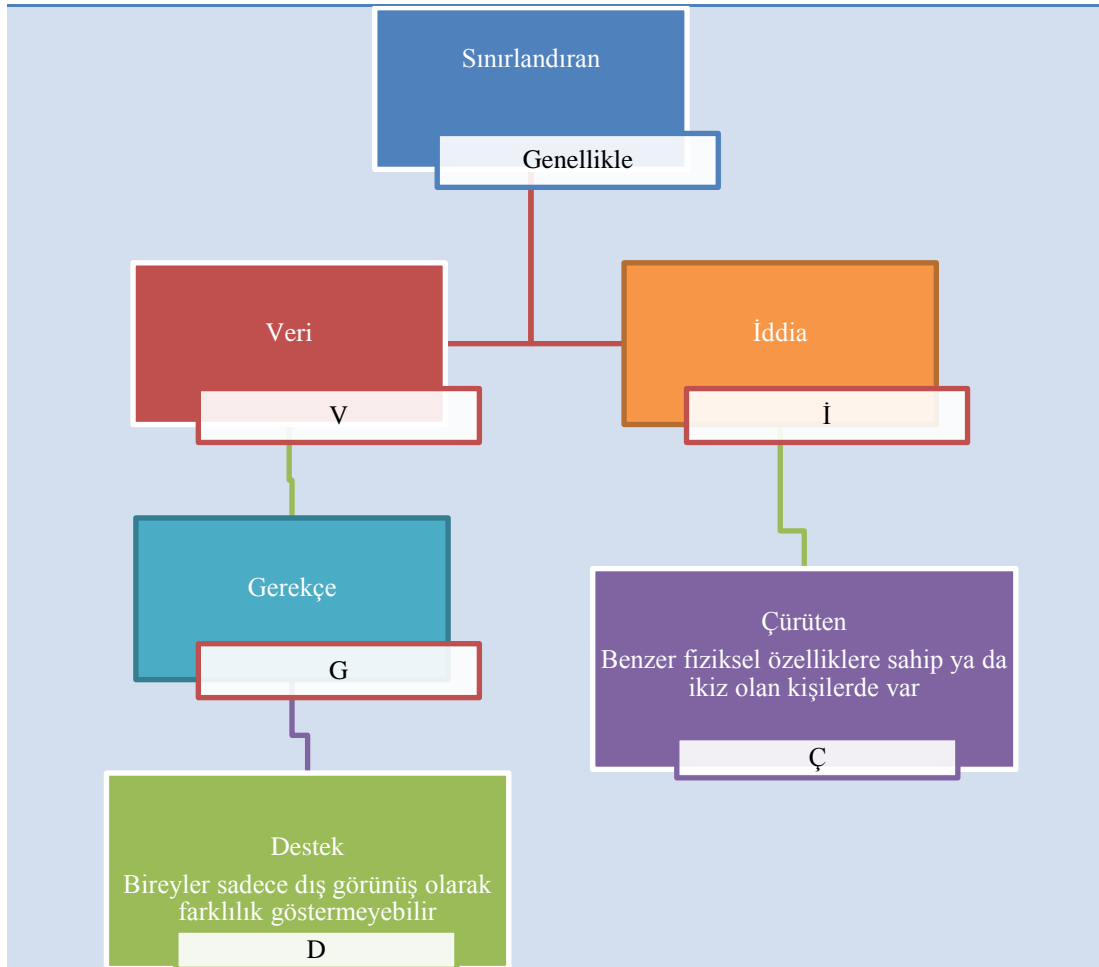 Sınırlandıran
Genellikle
Veri
V
İddia
İ
Gerekçe
G
Çürüten
Benzer fiziksel özelliklere sahip ya da
ikiz olan kişilerde var
Ç
Destek
Bireyler sadece dış görünüş olarak
farklılık göstermeyebilir
D